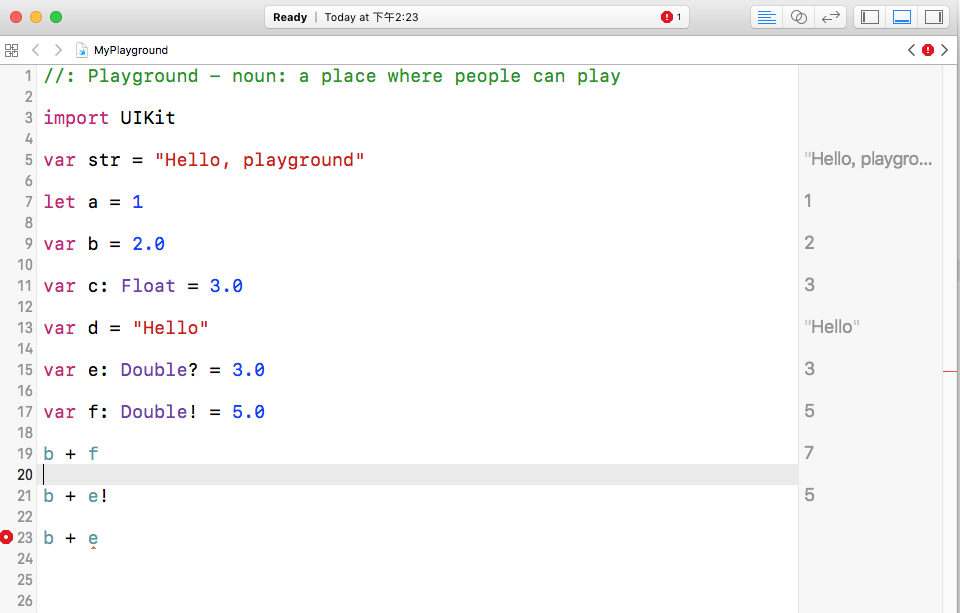 Ready | Today at 下午2:23 1
MyPlayground
1 //: Playground - noun: a place where people can play
2
3 import UIKit
4
5 var str = "Hello, playground" "Hello, playgro...
6
7 let a = 1 1
8
9 var b = 2.0 2
10
11 var c: Float = 3.0 3
12
13 var d = "Hello" "Hello"
14
15 var e: Double? = 3.0 3
16
17 var f: Double! = 5.0 5
18
19 b + f 7
20
21 b + e! 5
22
23 b + e
24
25
26